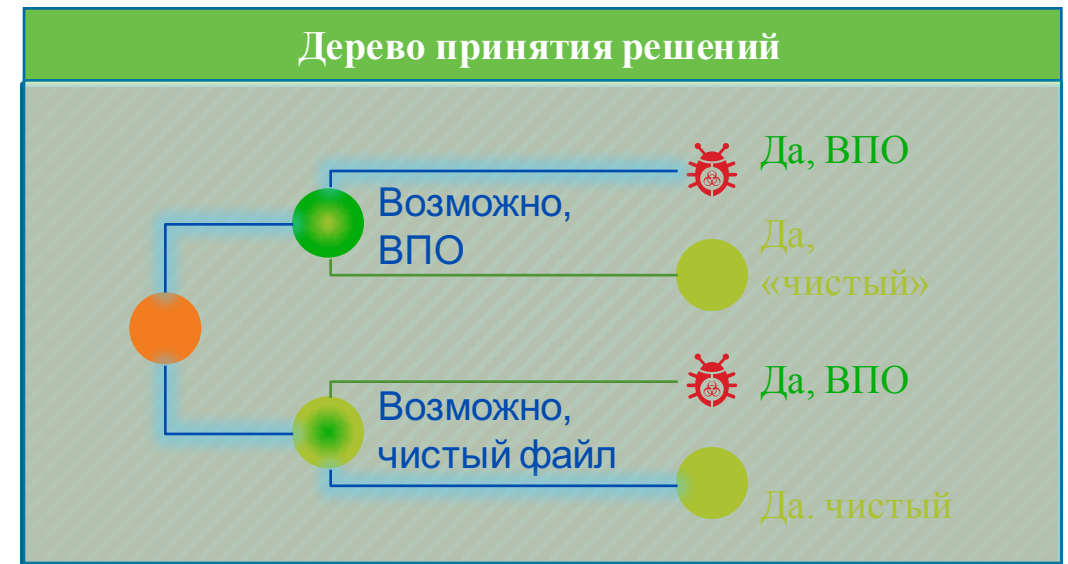 Дерево принятия решений
Да, ВПО
Возможно,
ВПО
Да,
«чистый»
Да, ВПО
Возможно,
чистый файл
Да. чистый